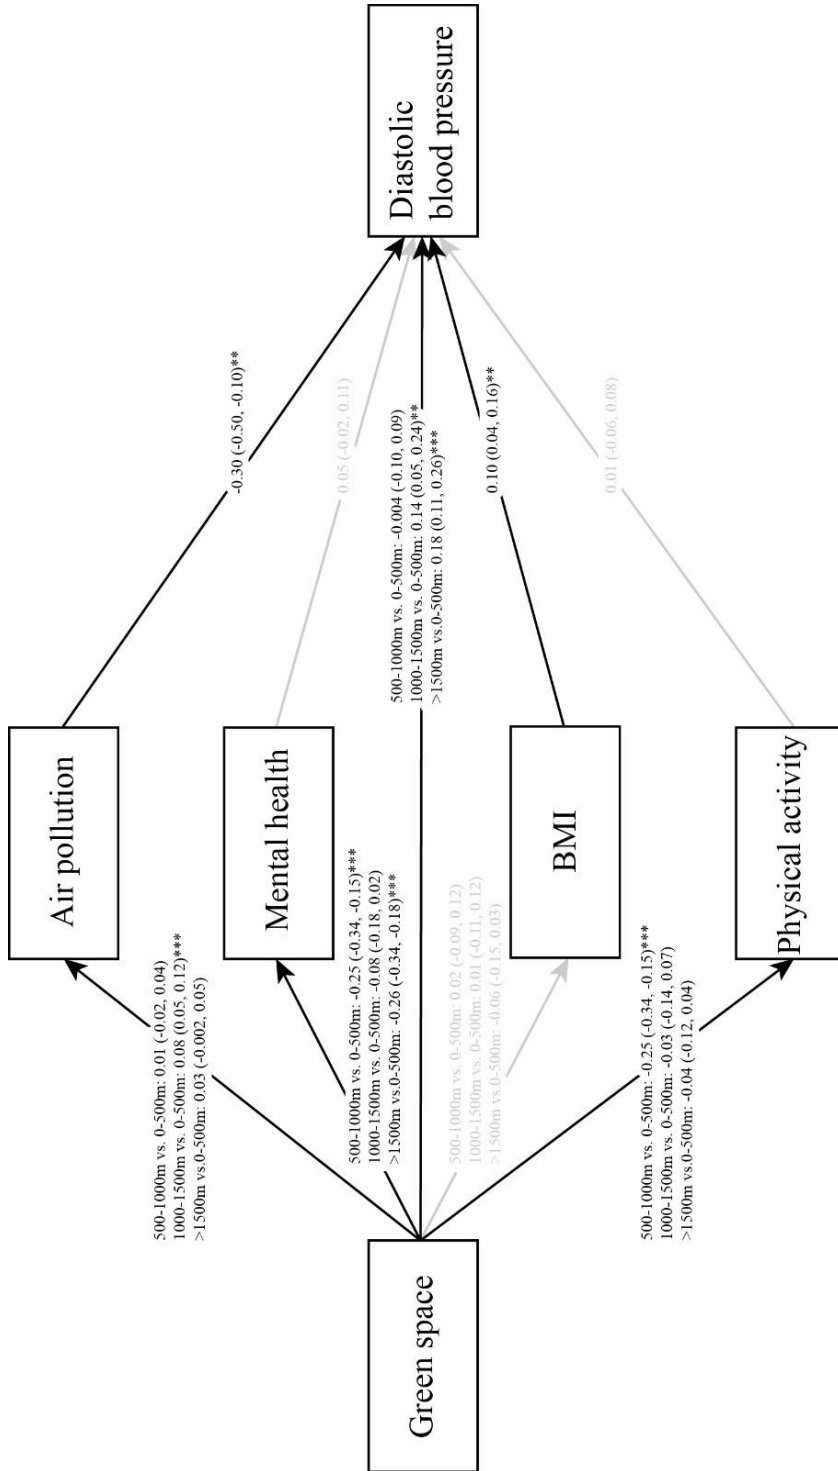 Green space
500-1000m vs. 0-500m: 0.01 (-0.02, 0.04)
1000-1500m vs. 0-500m: 0.08 (0.05, 0.12)***
>1500m vs.0-500m: 0.03 (-0.002, 0.05)
500-1000m vs. 0-500m: -0.25 (-0.34, -0.15)***
1000-1500m vs. 0-500m: -0.08 (-0.18, 0.02)
>1500m vs.0-500m: -0.26 (-0.34, -0.18)***
500-1000m vs. 0-500m: 0.02 (-0.09, 0.12)
1000-1500m vs. 0-500m: 0.01 (-0.11, 0.12)
>1500m vs.0-500m: -0.06 (-0.15, 0.03)
500-1000m vs. 0-500m: -0.25 (-0.34, -0.15)***
1000-1500m vs. 0-500m: -0.03 (-0.14, 0.07)
>1500m vs.0-500m: -0.04 (-0.12, 0.04)
Air pollution
Mental health
BMI
Physical activity
-0.30 (-0.50, -0.10)**
0.05 (-0.02, 0.11)
500-1000m vs. 0-500m: -0.004 (-0.10, 0.09)
1000-1500m vs. 0-500m: 0.14 (0.05, 0.24)**
>1500m vs.0-500m: 0.18 (0.11, 0.26)***
0.10 (0.04, 0.16)**
0.01 (-0.06, 0.08)
Diastolic
blood pressure